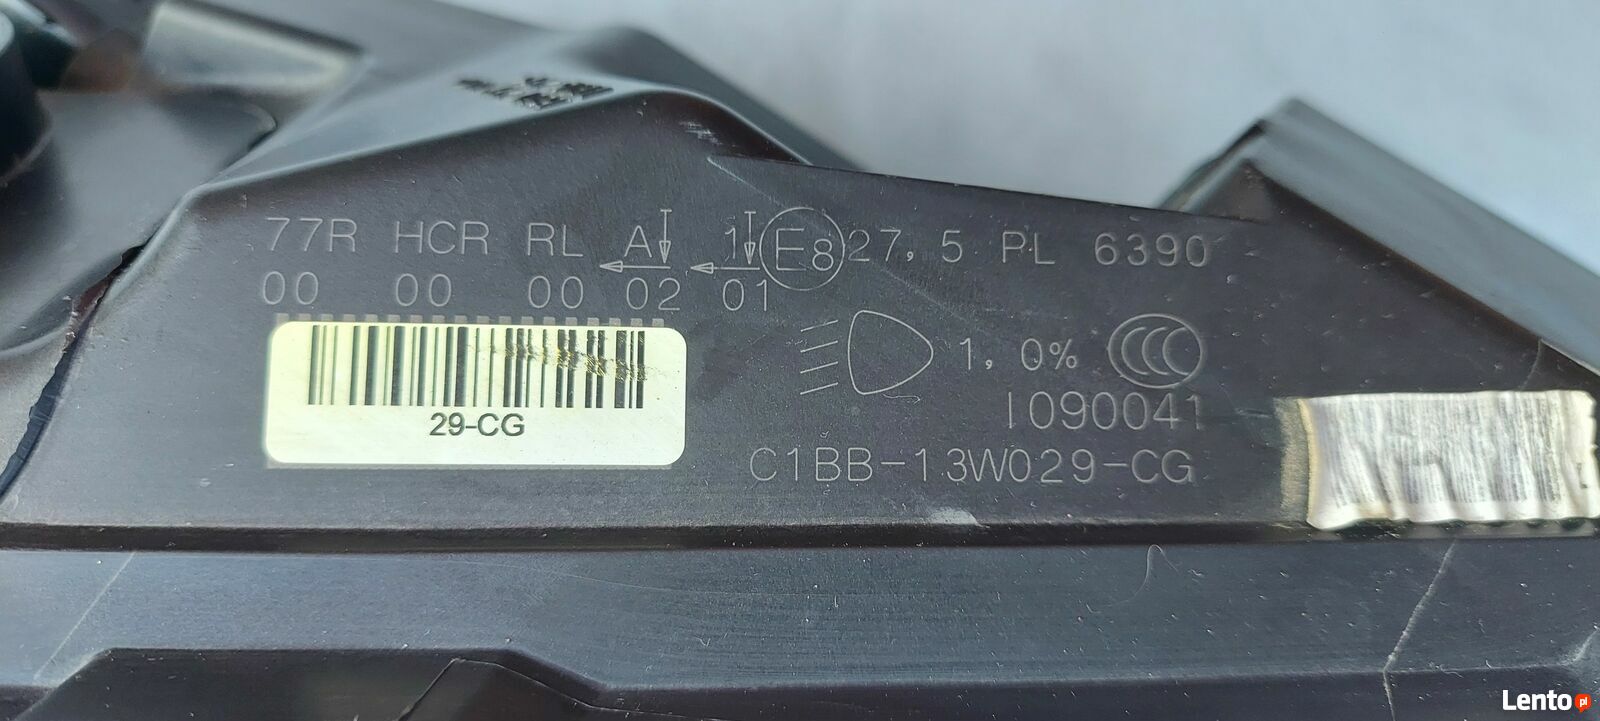 77R HCR RL A 1 E8 27,5 PL 6390
00 00 00 02 01
1,0%
CCC
1090041
29-CG
C1BB-13W029-CG
Lento.pl